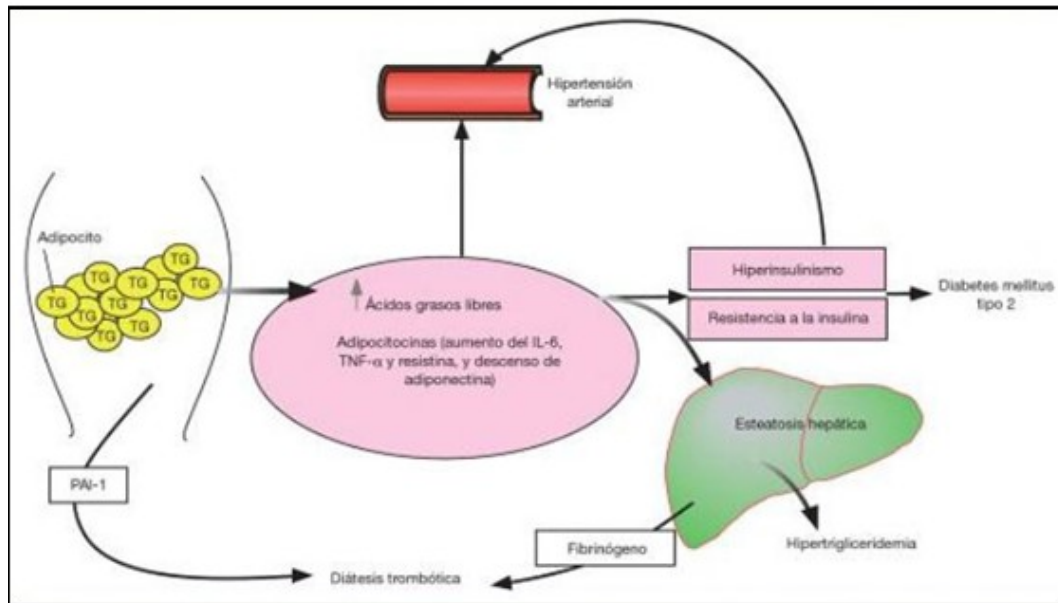 Hipertensión
arterial
Adipocito
TG
TG
TG
TG
TG
TG
TG
TG
TG
TG
Ácidos grasos libres
Adipocitocinas (aumento del IL-6,
TNF-α y resistina, y descenso de
adiponectina)
Hiperinsulinismo
Resistencia a la insulina
Diabetes mellitus
tipo 2
Esteatosis hepática
PAI-1
Fibrinógeno
Hipertrigliceridemia
Diátesis trombótica